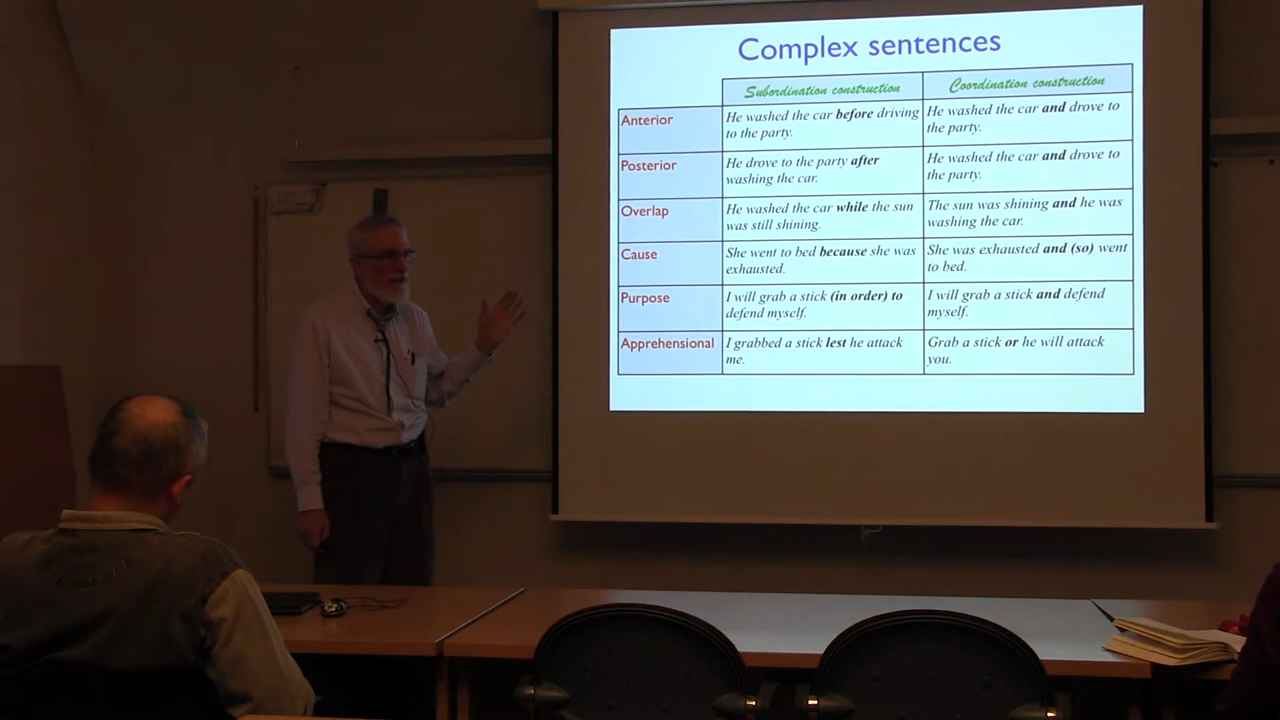 Complex sentences
Subordination construction
Coordination construction
Anterior
He washed the car before driving
to the party.
He washed the car and drove to
the party.
Posterior
He drove to the party after
washing the car.
He washed the car and drove to
the party.
Overlap
He washed the car while the sun
was still shining.
The sun was shining and he was
washing the car.
Cause
She went to bed because she was
exhausted.
She was exhausted and (so) went
to bed.
Purpose
I will grab a stick (in order) to
defend myself.
I will grab a stick and defend
myself.
Apprehensional
I grabbed a stick lest he attack
me.
Grab a stick or he will attack
you.